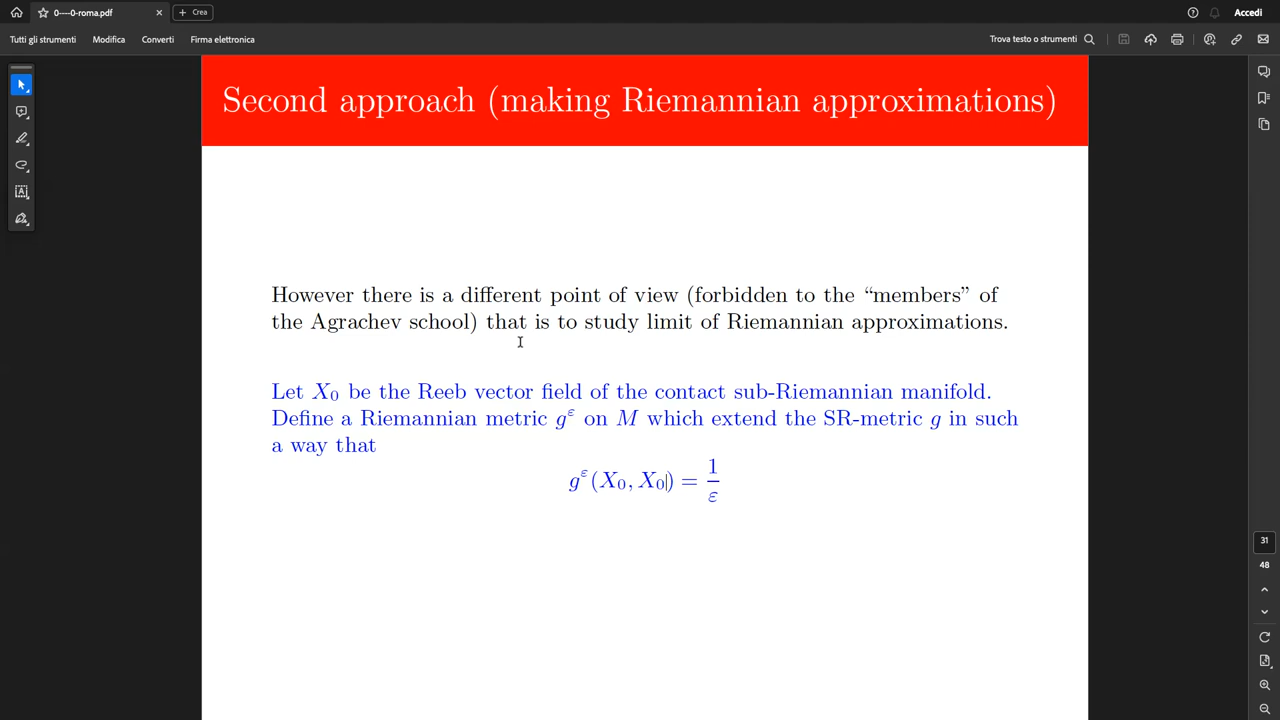 0----0-roma.pdf
Crea
Accedi
Tutti gli strumenti Modifica Converti Firma elettronica
Trova testo o strumenti
Second approach (making Riemannian approximations)
However there is a different point of view (forbidden to the “members” of
the Agrachev school) that is to study limit of Riemannian approximations.
Let X₀ be the Reeb vector field of the contact sub-Riemannian manifold.
Define a Riemannian metric g^ε on M which extend the SR-metric g in such
a way that
g^ε(X₀, X₀) = 1/ε
31
48